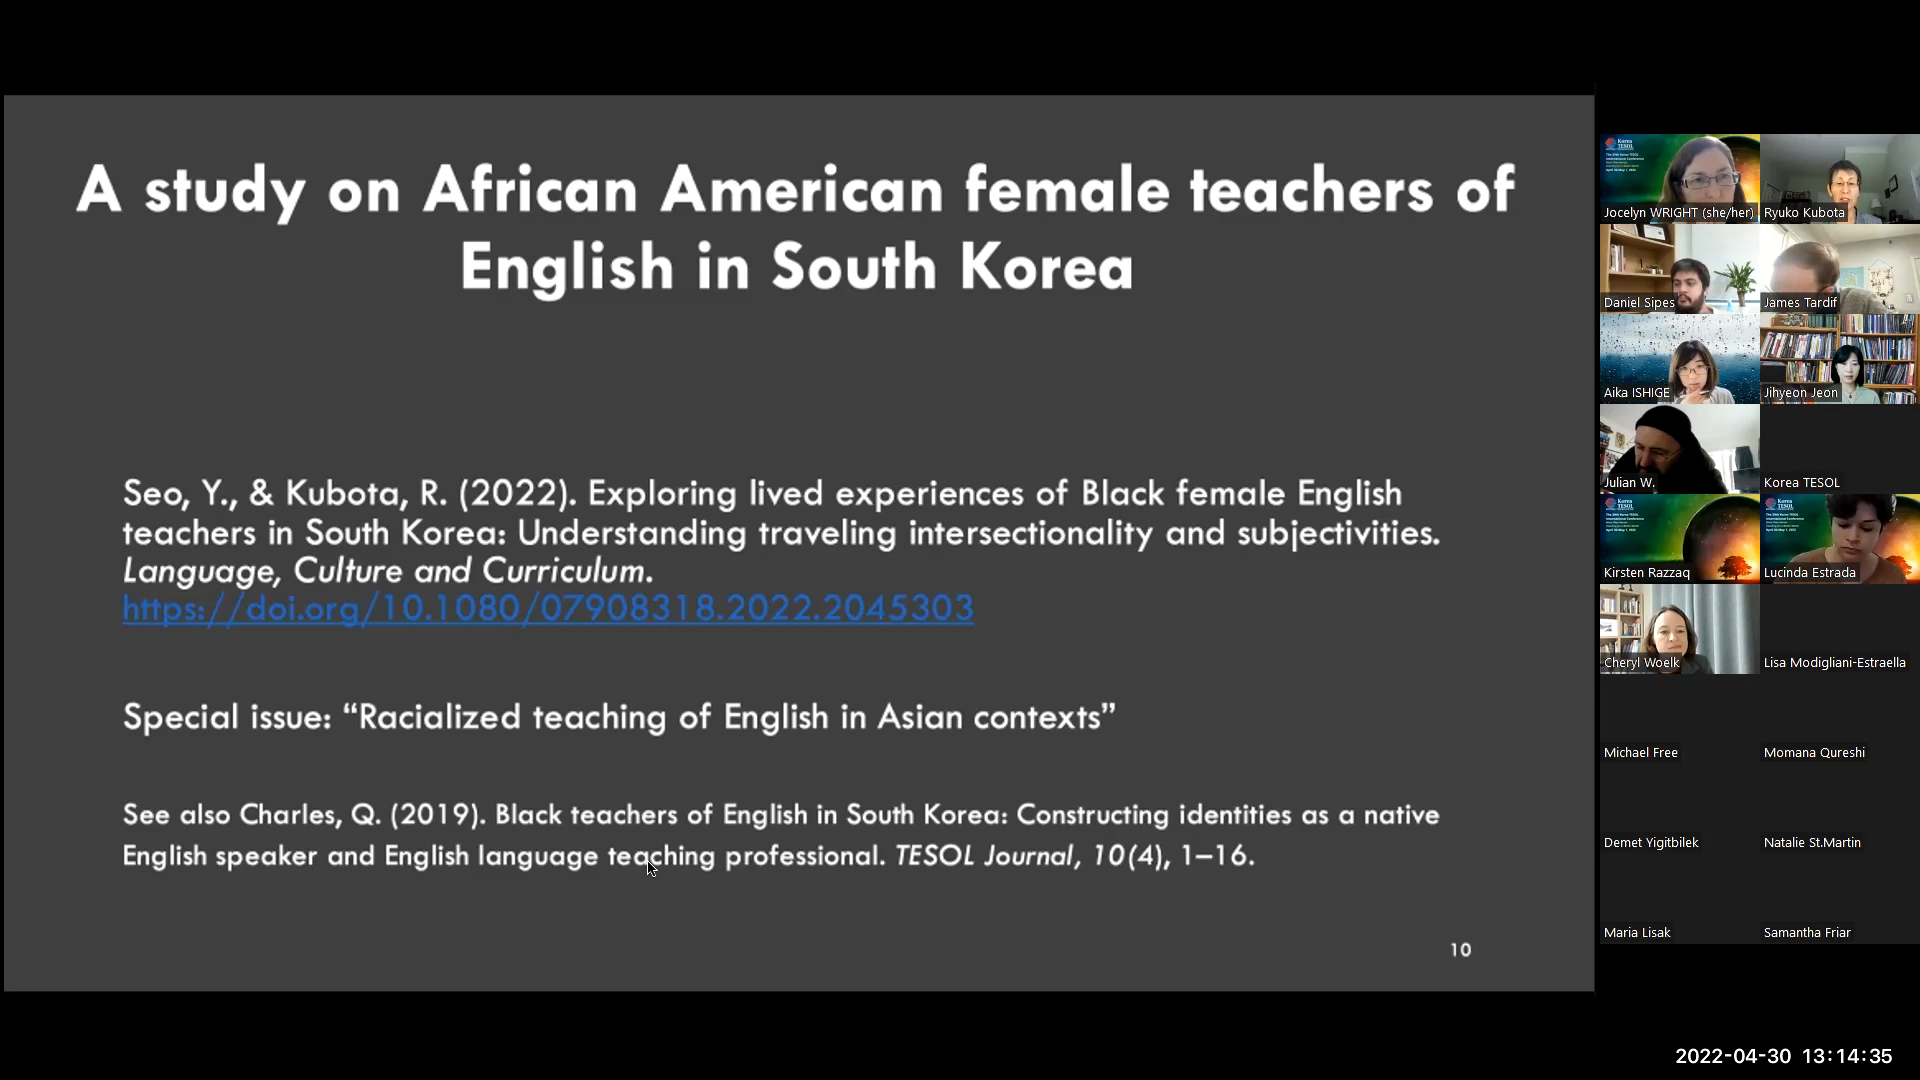 A study on African American female teachers of
English in South Korea
Seo, Y., & Kubota, R. (2022). Exploring lived experiences of Black female English
teachers in South Korea: Understanding traveling intersectionality and subjectivities.
Language, Culture and Curriculum.
https://doi.org/10.1080/07908318.2022.2045303
Special issue: “Racialized teaching of English in Asian contexts”
See also Charles, Q. (2019). Black teachers of English in South Korea: Constructing identities as a native
English speaker and English language teaching professional. TESOL Journal, 10(4), 1–16.
10
Korea
TESOL
Jocelyn WRIGHT (she/her)
Ryuko Kubota
Daniel Sipes
James Tardif
Aika ISHIGE
Jihyeon Jeon
Julian W.
Korea TESOL
Kirsten Razzaq
Lucinda Estrada
Cheryl Woelk
Lisa Modigliani-Estraella
Michael Free
Momana Qureshi
Demet Yigitbilek
Natalie St.Martin
Maria Lisak
Samantha Friar
2022-04-30 13:14:35